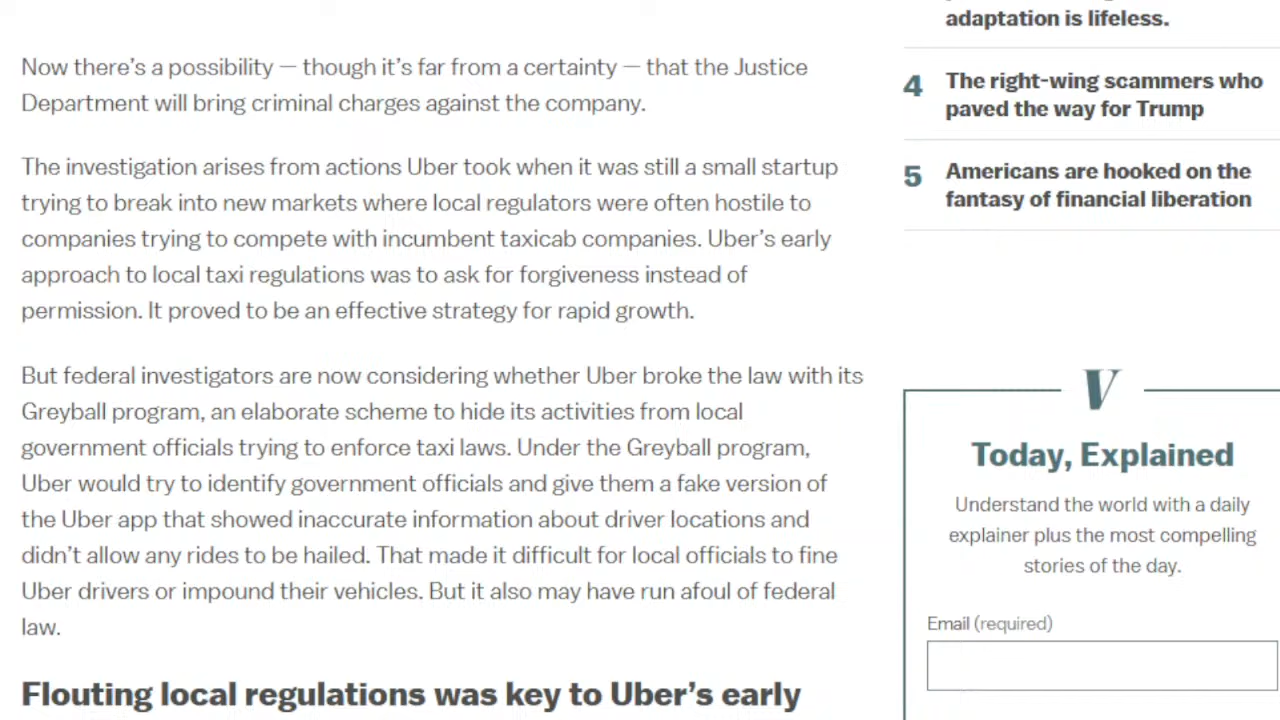 Now there's a possibility — though it's far from a certainty — that the Justice
Department will bring criminal charges against the company.
The investigation arises from actions Uber took when it was still a small startup
trying to break into new markets where local regulators were often hostile to
companies trying to compete with incumbent taxicab companies. Uber's early
approach to local taxi regulations was to ask for forgiveness instead of
permission. It proved to be an effective strategy for rapid growth.
But federal investigators are now considering whether Uber broke the law with its
Greyball program, an elaborate scheme to hide its activities from local
government officials trying to enforce taxi laws. Under the Greyball program,
Uber would try to identify government officials and give them a fake version of
the Uber app that showed inaccurate information about driver locations and
didn't allow any rides to be hailed. That made it difficult for local officials to fine
Uber drivers or impound their vehicles. But it also may have run afoul of federal
law.
Flouting local regulations was key to Uber's early
adaptation is lifeless.
4 The right-wing scammers who
paved the way for Trump
5 Americans are hooked on the
fantasy of financial liberation
V
Today, Explained
Understand the world with a daily
explainer plus the most compelling
stories of the day.
Email (required)